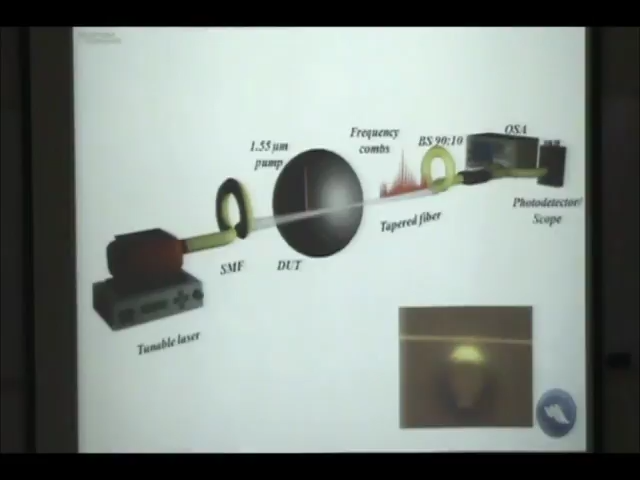 1.55 μm
pump
Frequency
combs
BS 90:10
OSA
Photodetector/
Scope
Tapered fiber
SMF
DUT
Tunable laser